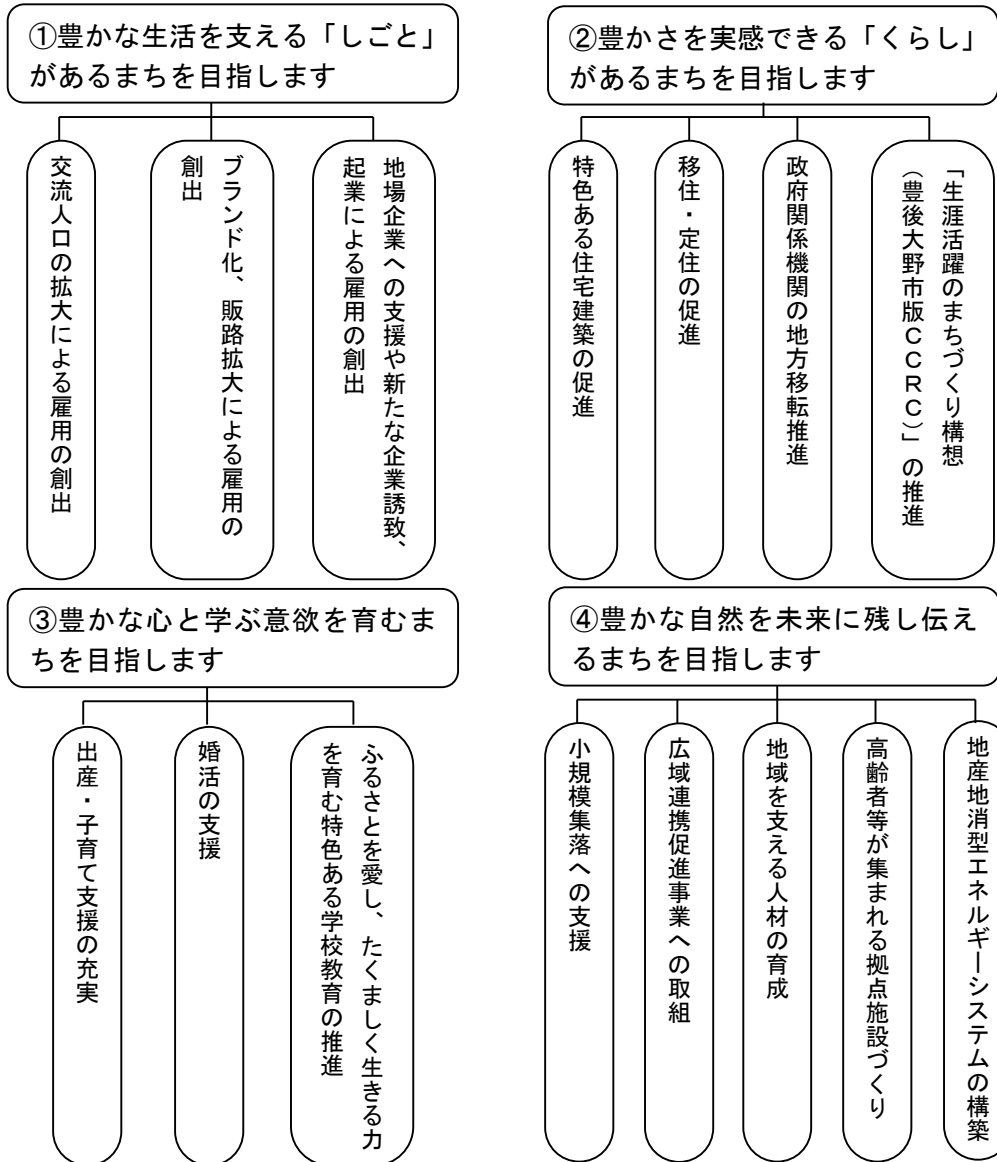 ①豊かな生活を支える「しごと」
があるまちを目指します
地場企業への支援や新たな企業誘致、
起業による雇用の創出
ブランド化、販路拡大による雇用の
創出
交流人口の拡大による雇用の創出
②豊かさを実感できる「くらし」
があるまちを目指します
「生涯活躍のまちづくり構想
（豊後大野市版ＣＣＲＣ）」の推進
政府関係機関の地方移転推進
移住・定住の促進
特色ある住宅建築の促進
③豊かな心と学ぶ意欲を育むま
ちを目指します
ふるさとを愛し、たくましく生きる力
を育む特色ある学校教育の推進
婚活の支援
出産・子育て支援の充実
④豊かな自然を未来に残し伝え
るまちを目指します
地産地消型エネルギーシステムの構築
高齢者等が集まれる拠点施設づくり
地域を支える人材の育成
広域連携促進事業への取組
小規模集落への支援